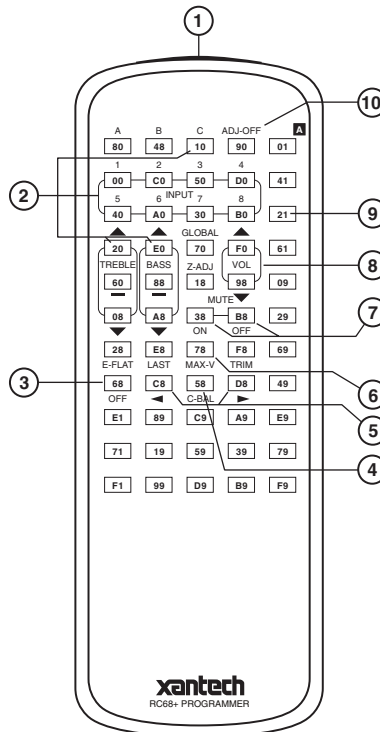 1
10
A B C ADJ-OFF A
80 48 10 90 01
1 2 3 4
00 C0 50 D0 41
2
INPUT
5 6 7 8
40 A0 30 B0 21
9
GLOBAL
20 E0 70 F0 61
TREBLE BASS Z-ADJ VOL
8
60 88 18 98 09
MUTE
08 A8 38 B8 29
7
ON OFF
28 E8 78 F8 69
E-FLAT LAST MAX-V TRIM
6
3
68 C8 58 D8 49
OFF C-BAL
5
E1 89 C9 A9 E9
4
71 19 59 39 79
F1 99 D9 B9 F9
xantech
RC68+ PROGRAMMER